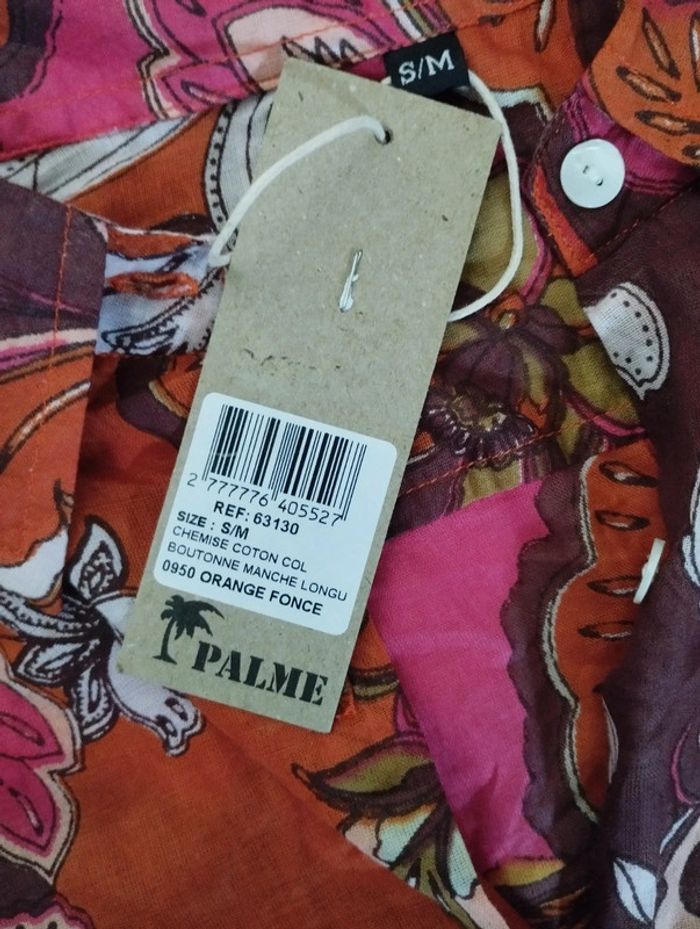 S/M
2 777776 405527
REF: 63130
SIZE : S/M
CHEMISE COTON COL
BOUTONNE MANCHE LONGU
0950 ORANGE FONCE
PALME